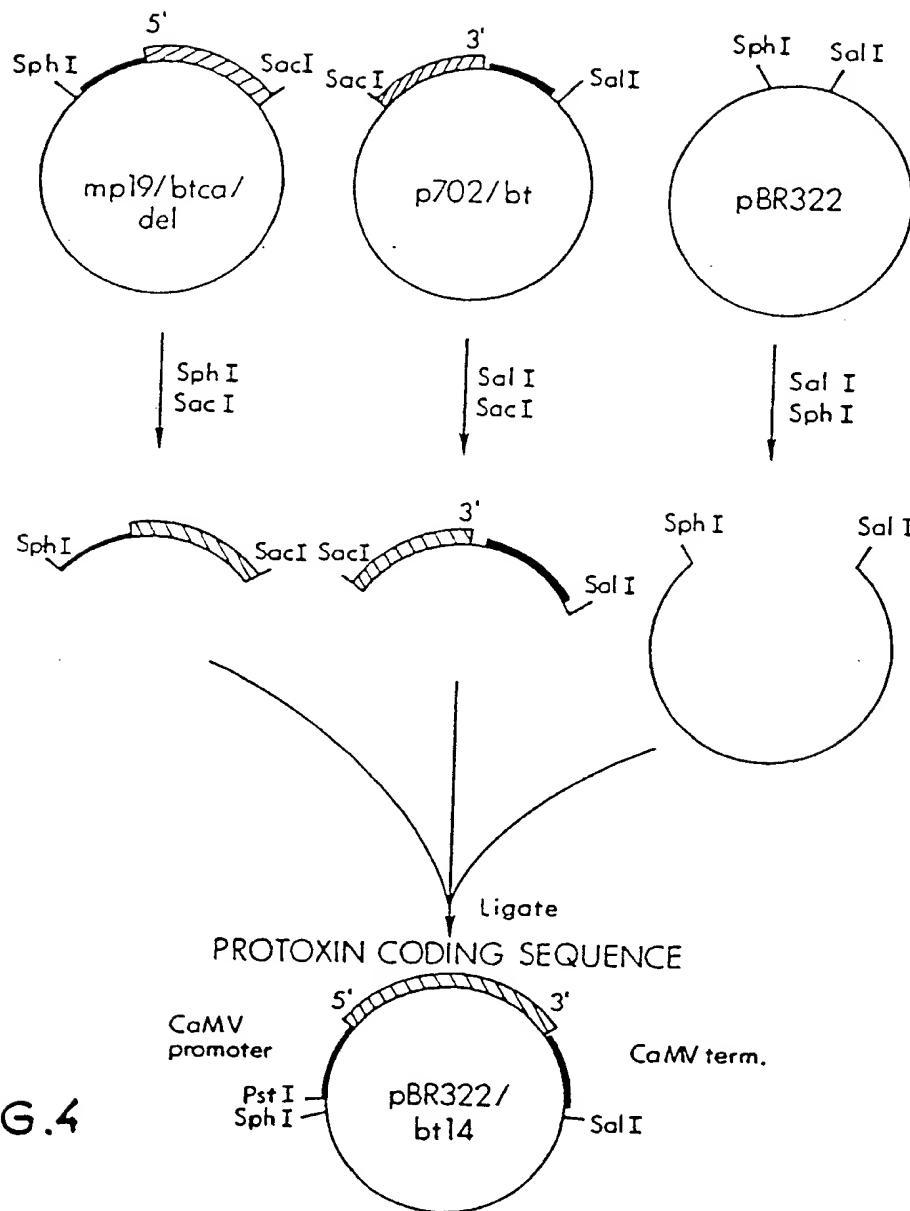 5'
Sph I
Sac I
mp19/btca/
del
3'
Sac I
Sal I
p702/bt
Sph I
Sal I
pBR322
Sph I
Sac I
Sal I
Sac I
Sal I
Sph I
Sph I
Sac I
Sac I
3'
Sal I
Sph I
Sal I
Ligate
PROTOXIN CODING SEQUENCE
5'
3'
CaMV
promoter
CaMV term.
Pst I
Sph I
pBR322/
bt14
Sal I
G.4